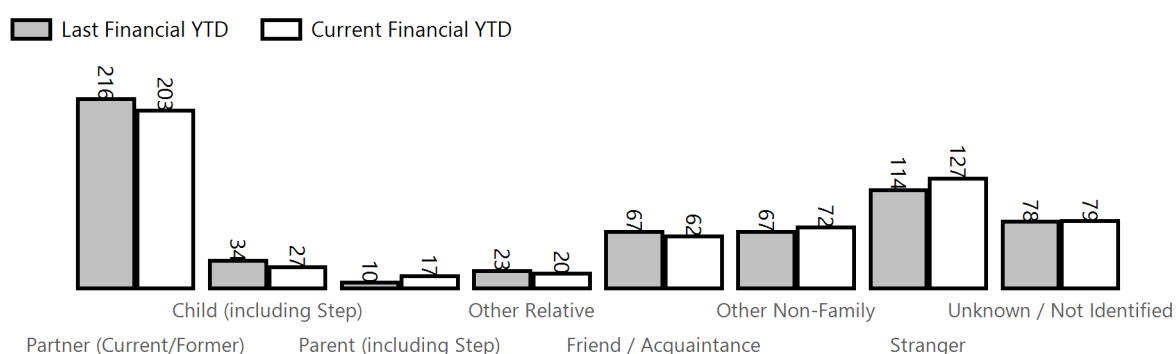 Last Financial YTD Current Financial YTD
216 203 34 27 10 17 23 20 67 62 67 72 114 127 78 79
Child (including Step) Other Relative Other Non-Family Unknown / Not Identified
Partner (Current/Former) Parent (including Step) Friend / Acquaintance Stranger